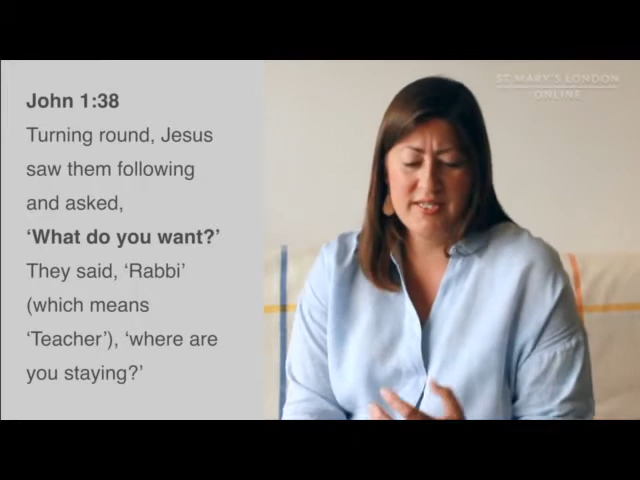 ST MARY'S LONDON
ONLINE
John 1:38
Turning round, Jesus
saw them following
and asked,
‘What do you want?’
They said, ‘Rabbi’
(which means
‘Teacher’), ‘where are
you staying?’